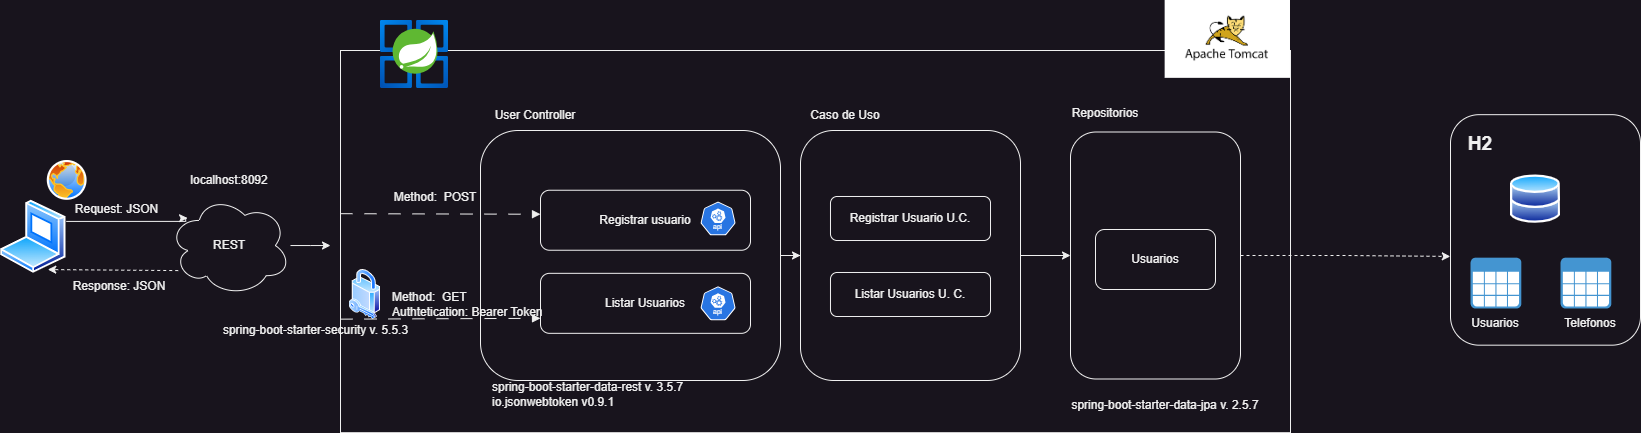 Apache Tomcat
User Controller
Caso de Uso
Repositorios
H2
localhost:8092
Request: JSON
REST
Response: JSON
Method:  POST
Registrar usuario
api
Registrar Usuario U.C.
Usuarios
Method:  GET
Authtetication: Bearer Token
Listar Usuarios
api
Listar Usuarios U. C.
spring-boot-starter-security v. 5.5.3
Usuarios
Telefonos
spring-boot-starter-data-rest v. 3.5.7
io.jsonwebtoken v0.9.1
spring-boot-starter-data-jpa v. 2.5.7